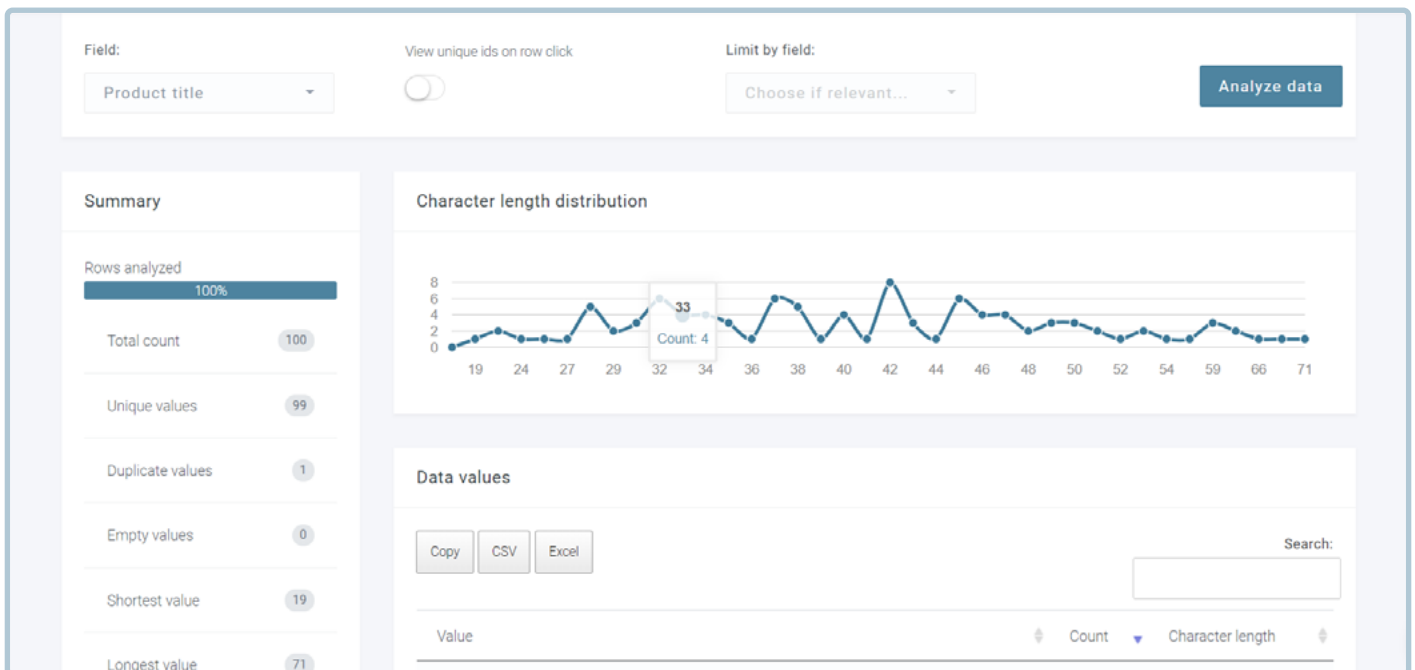 Field:
View unique ids on row click
Limit by field:
Product title
Choose if relevant...
Analyze data
Summary
Rows analyzed
100%
Total count 100
Unique values 99
Duplicate values 1
Empty values 0
Shortest value 19
Longest value 71
Character length distribution
8
6
4
2
0
33
Count: 4
19 24 27 29 32 34 36 38 40 42 44 46 48 50 52 54 59 66 71
Data values
Copy CSV Excel
Search:
Value Count Character length